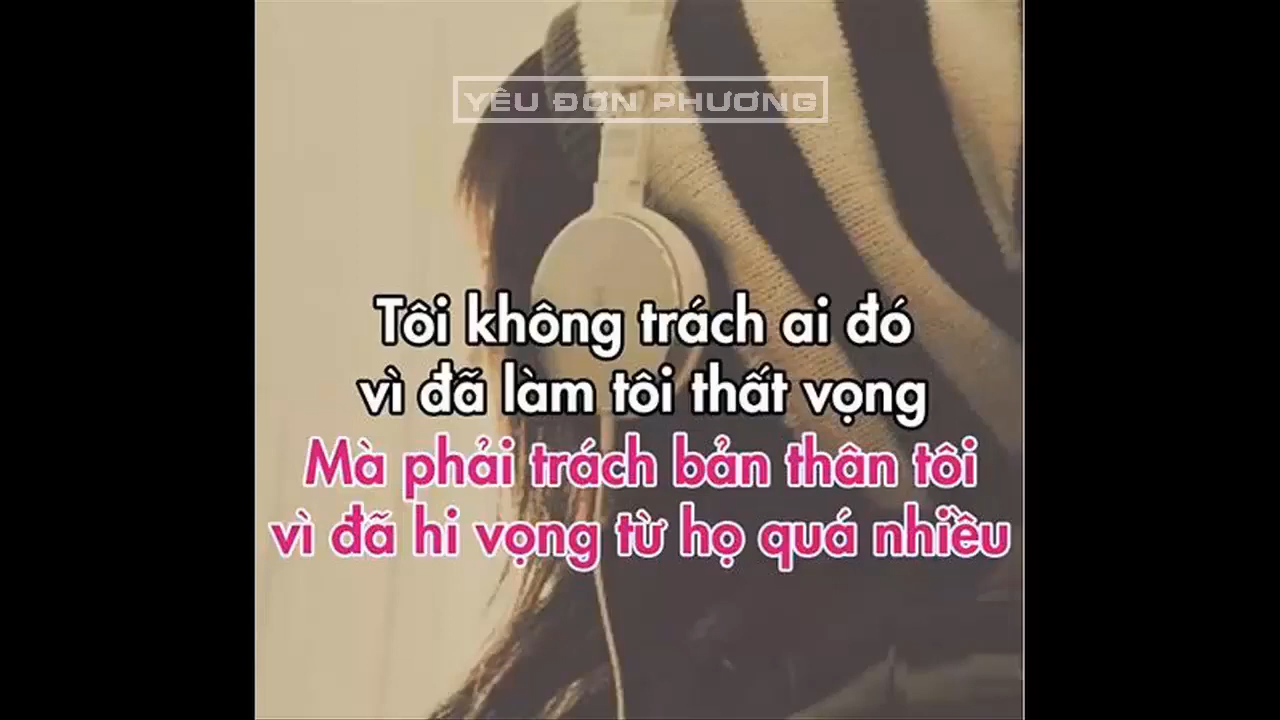 YÊU ĐƠN PHƯƠNG
Tôi không trách ai đó
vì đã làm tôi thất vọng
Mà phải trách bản thân tôi
vì đã hi vọng từ họ quá nhiều